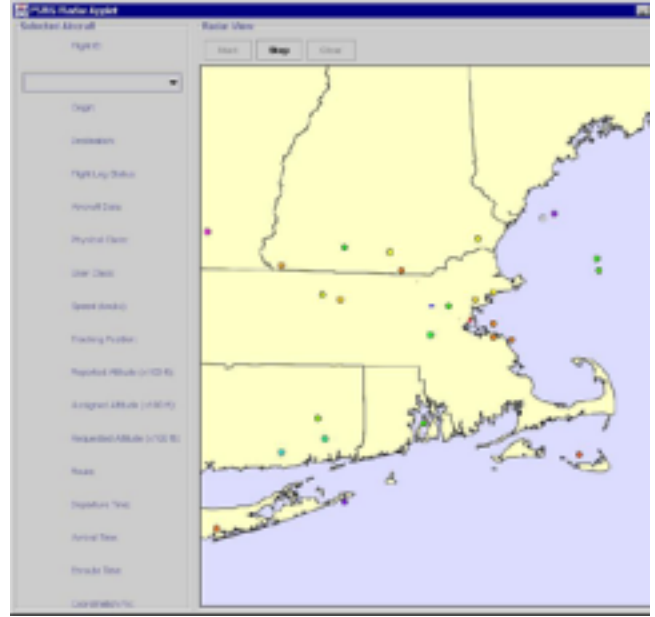 Radar Applet
Selected Aircraft
Flight ID
Origin
Destination
Flight Leg Status
Aircraft Data
Physical Class
User Class
Speed (knots)
Tracking Position
Reported Altitude (x100 ft)
Assigned Altitude (x100 ft)
Requested Altitude (x100 ft)
Route
Departure Time
Arrival Time
Enroute Time
Radar View
Start Stop Clear